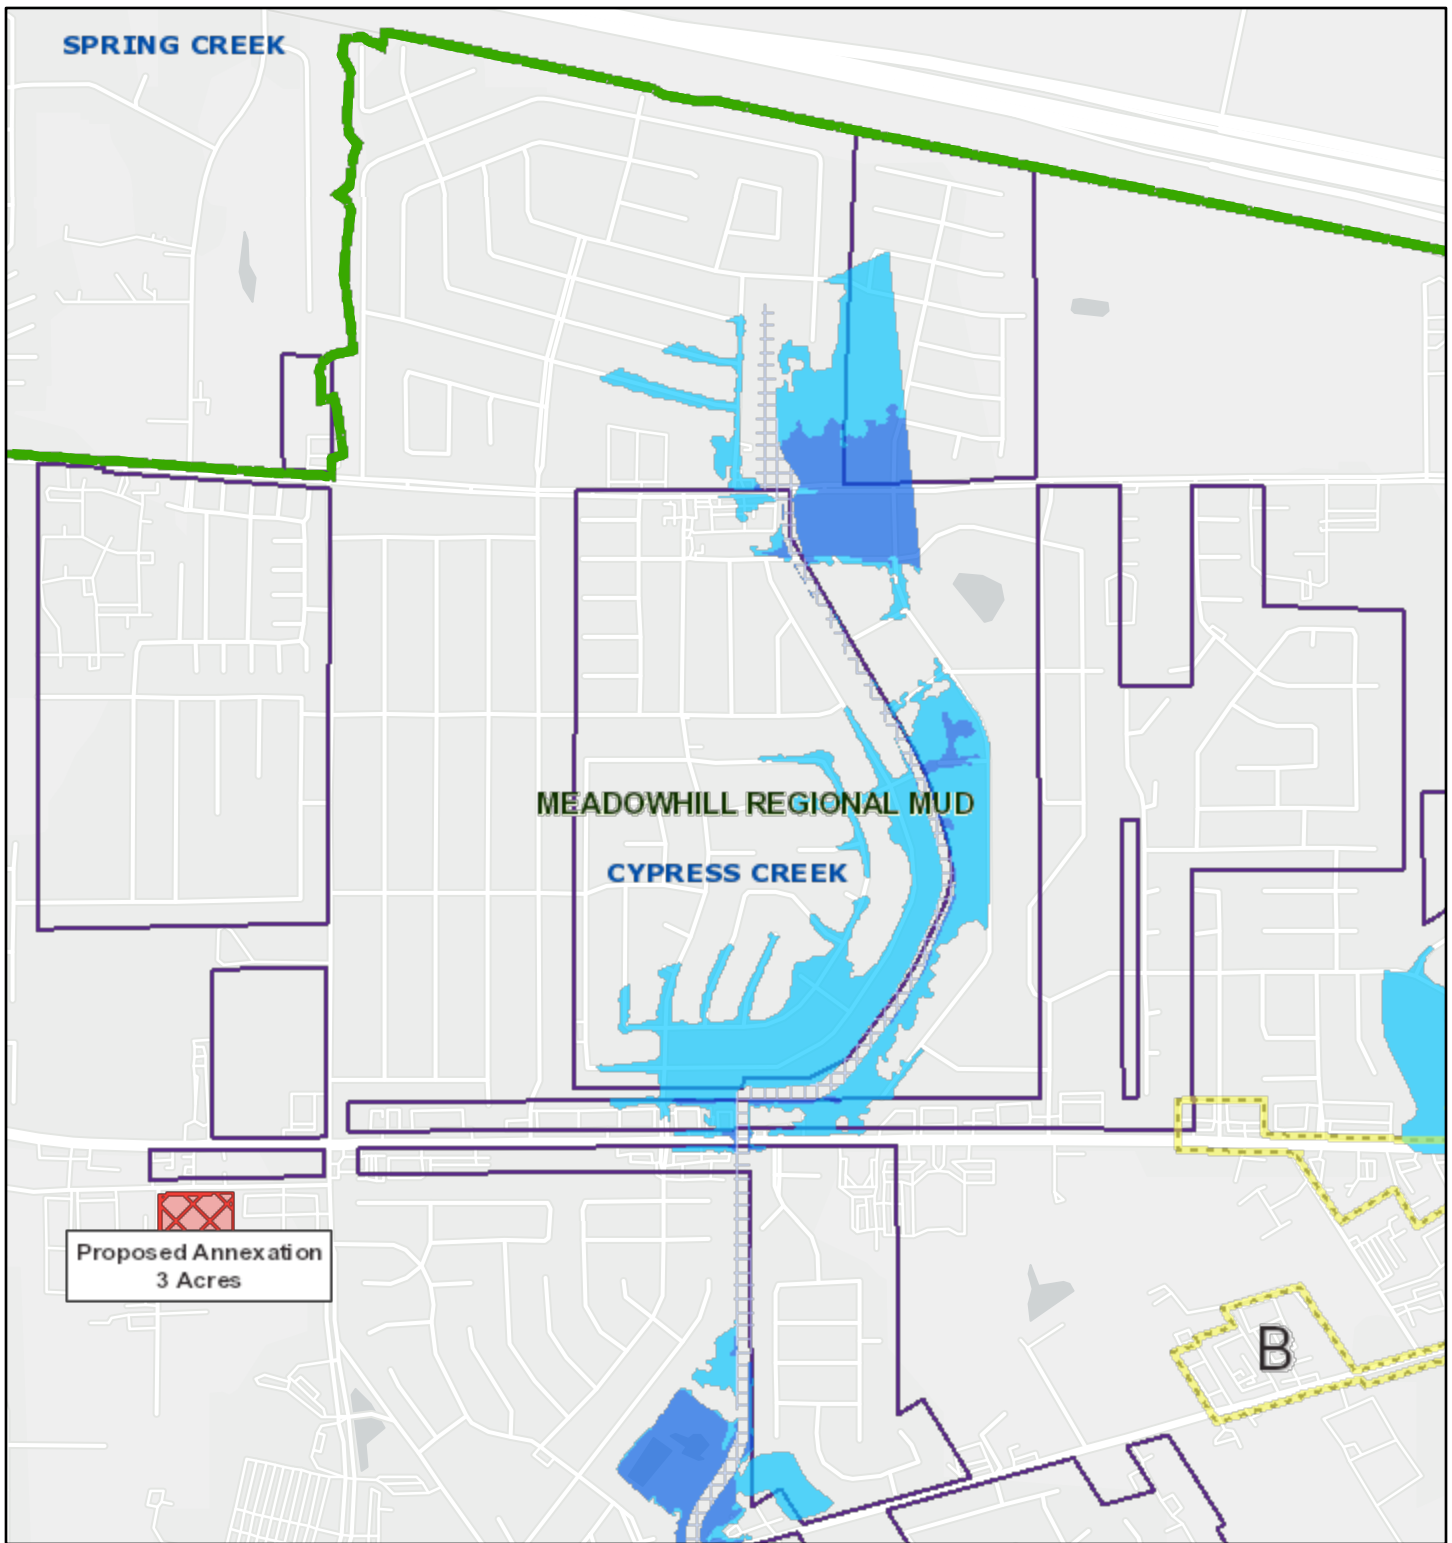 SPRING CREEK
MEADOWHILL REGIONAL MUD
CYPRESS CREEK
Proposed Annexation
3 Acres
B